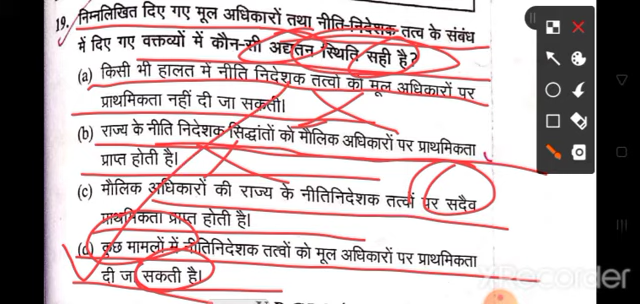 19. निम्नलिखित दिए गए मूल अधिकारों तथा नीति-निदेशक तत्व के संबंध
में दिए गए वक्तव्यों में कौन-सी अद्यतन स्थिति सही है?
(a) किसी भी हालत में नीति निदेशक तत्वों को मूल अधिकारों पर
प्राथमिकता नहीं दी जा सकती।
(b) राज्य के नीति निदेशक सिद्धांतों को मौलिक अधिकारों पर प्राथमिकता
प्राप्त होती है।
(c) मौलिक अधिकारों की राज्य के नीतिनिदेशक तत्वों पर सदैव
प्राथमिकता प्राप्त होती है।
(d) कुछ मामलों में नीतिनिदेशक तत्वों को मूल अधिकारों पर प्राथमिकता
दी जा सकती है।
XRecorder